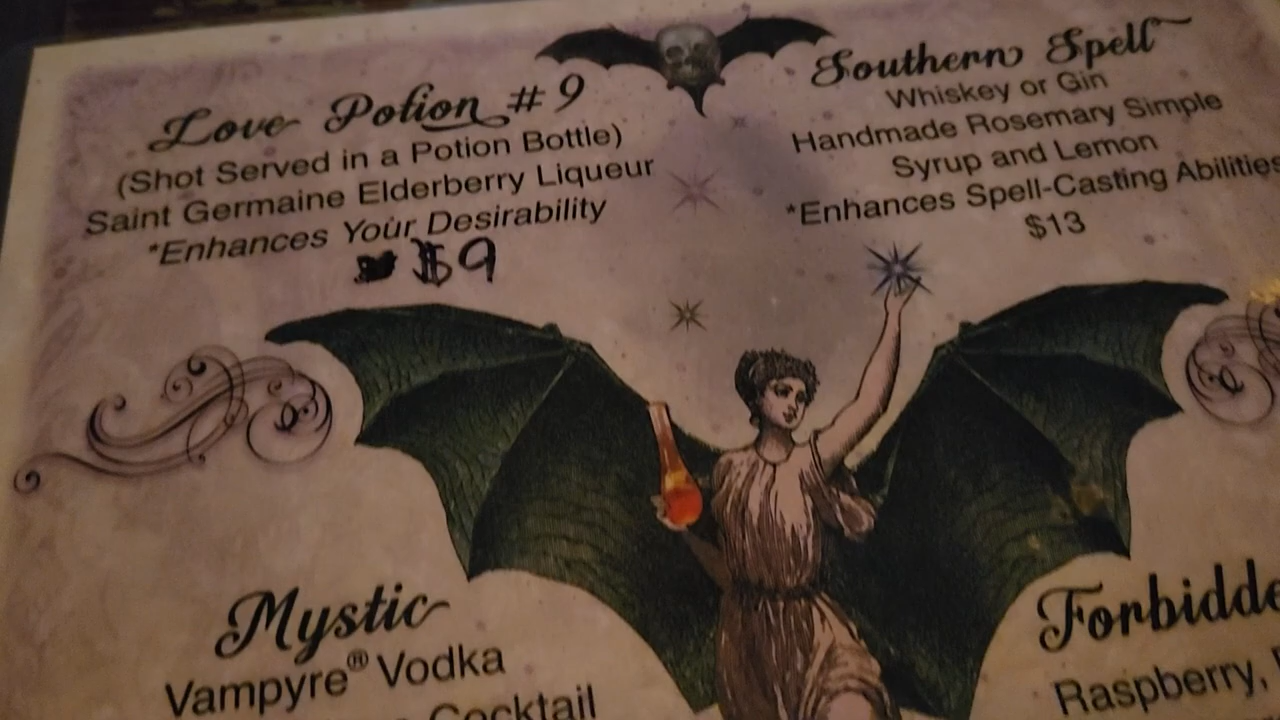 Love Potion #9
(Shot Served in a Potion Bottle)
Saint Germaine Elderberry Liqueur
*Enhances Your Desirability
$9
Southern Spell
Whiskey or Gin
Handmade Rosemary Simple
Syrup and Lemon
*Enhances Spell-Casting Abilities
$13
Mystic
Vampyre® Vodka
Cocktail
Forbidde
Raspberry,